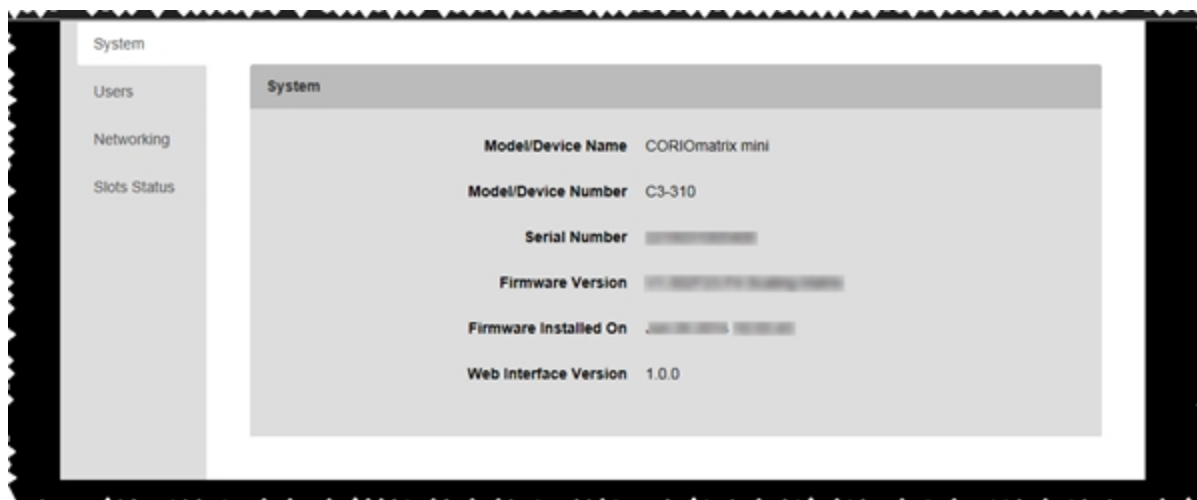 System
Users
Networking
Slots Status
System
Model/Device Name CORIOmatrix mini
Model/Device Number C3-310
Serial Number
Firmware Version
Firmware Installed On
Web Interface Version 1.0.0